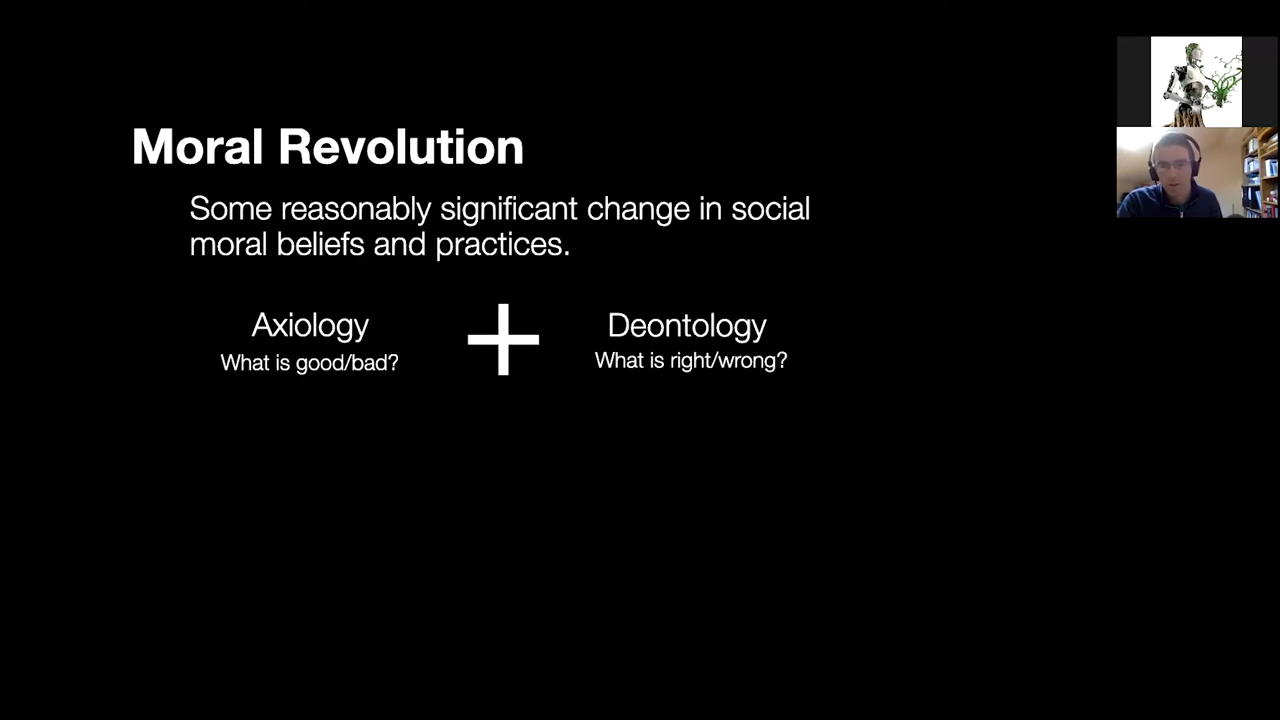 Moral Revolution
Some reasonably significant change in social
moral beliefs and practices.
Axiology
What is good/bad?
Deontology
What is right/wrong?